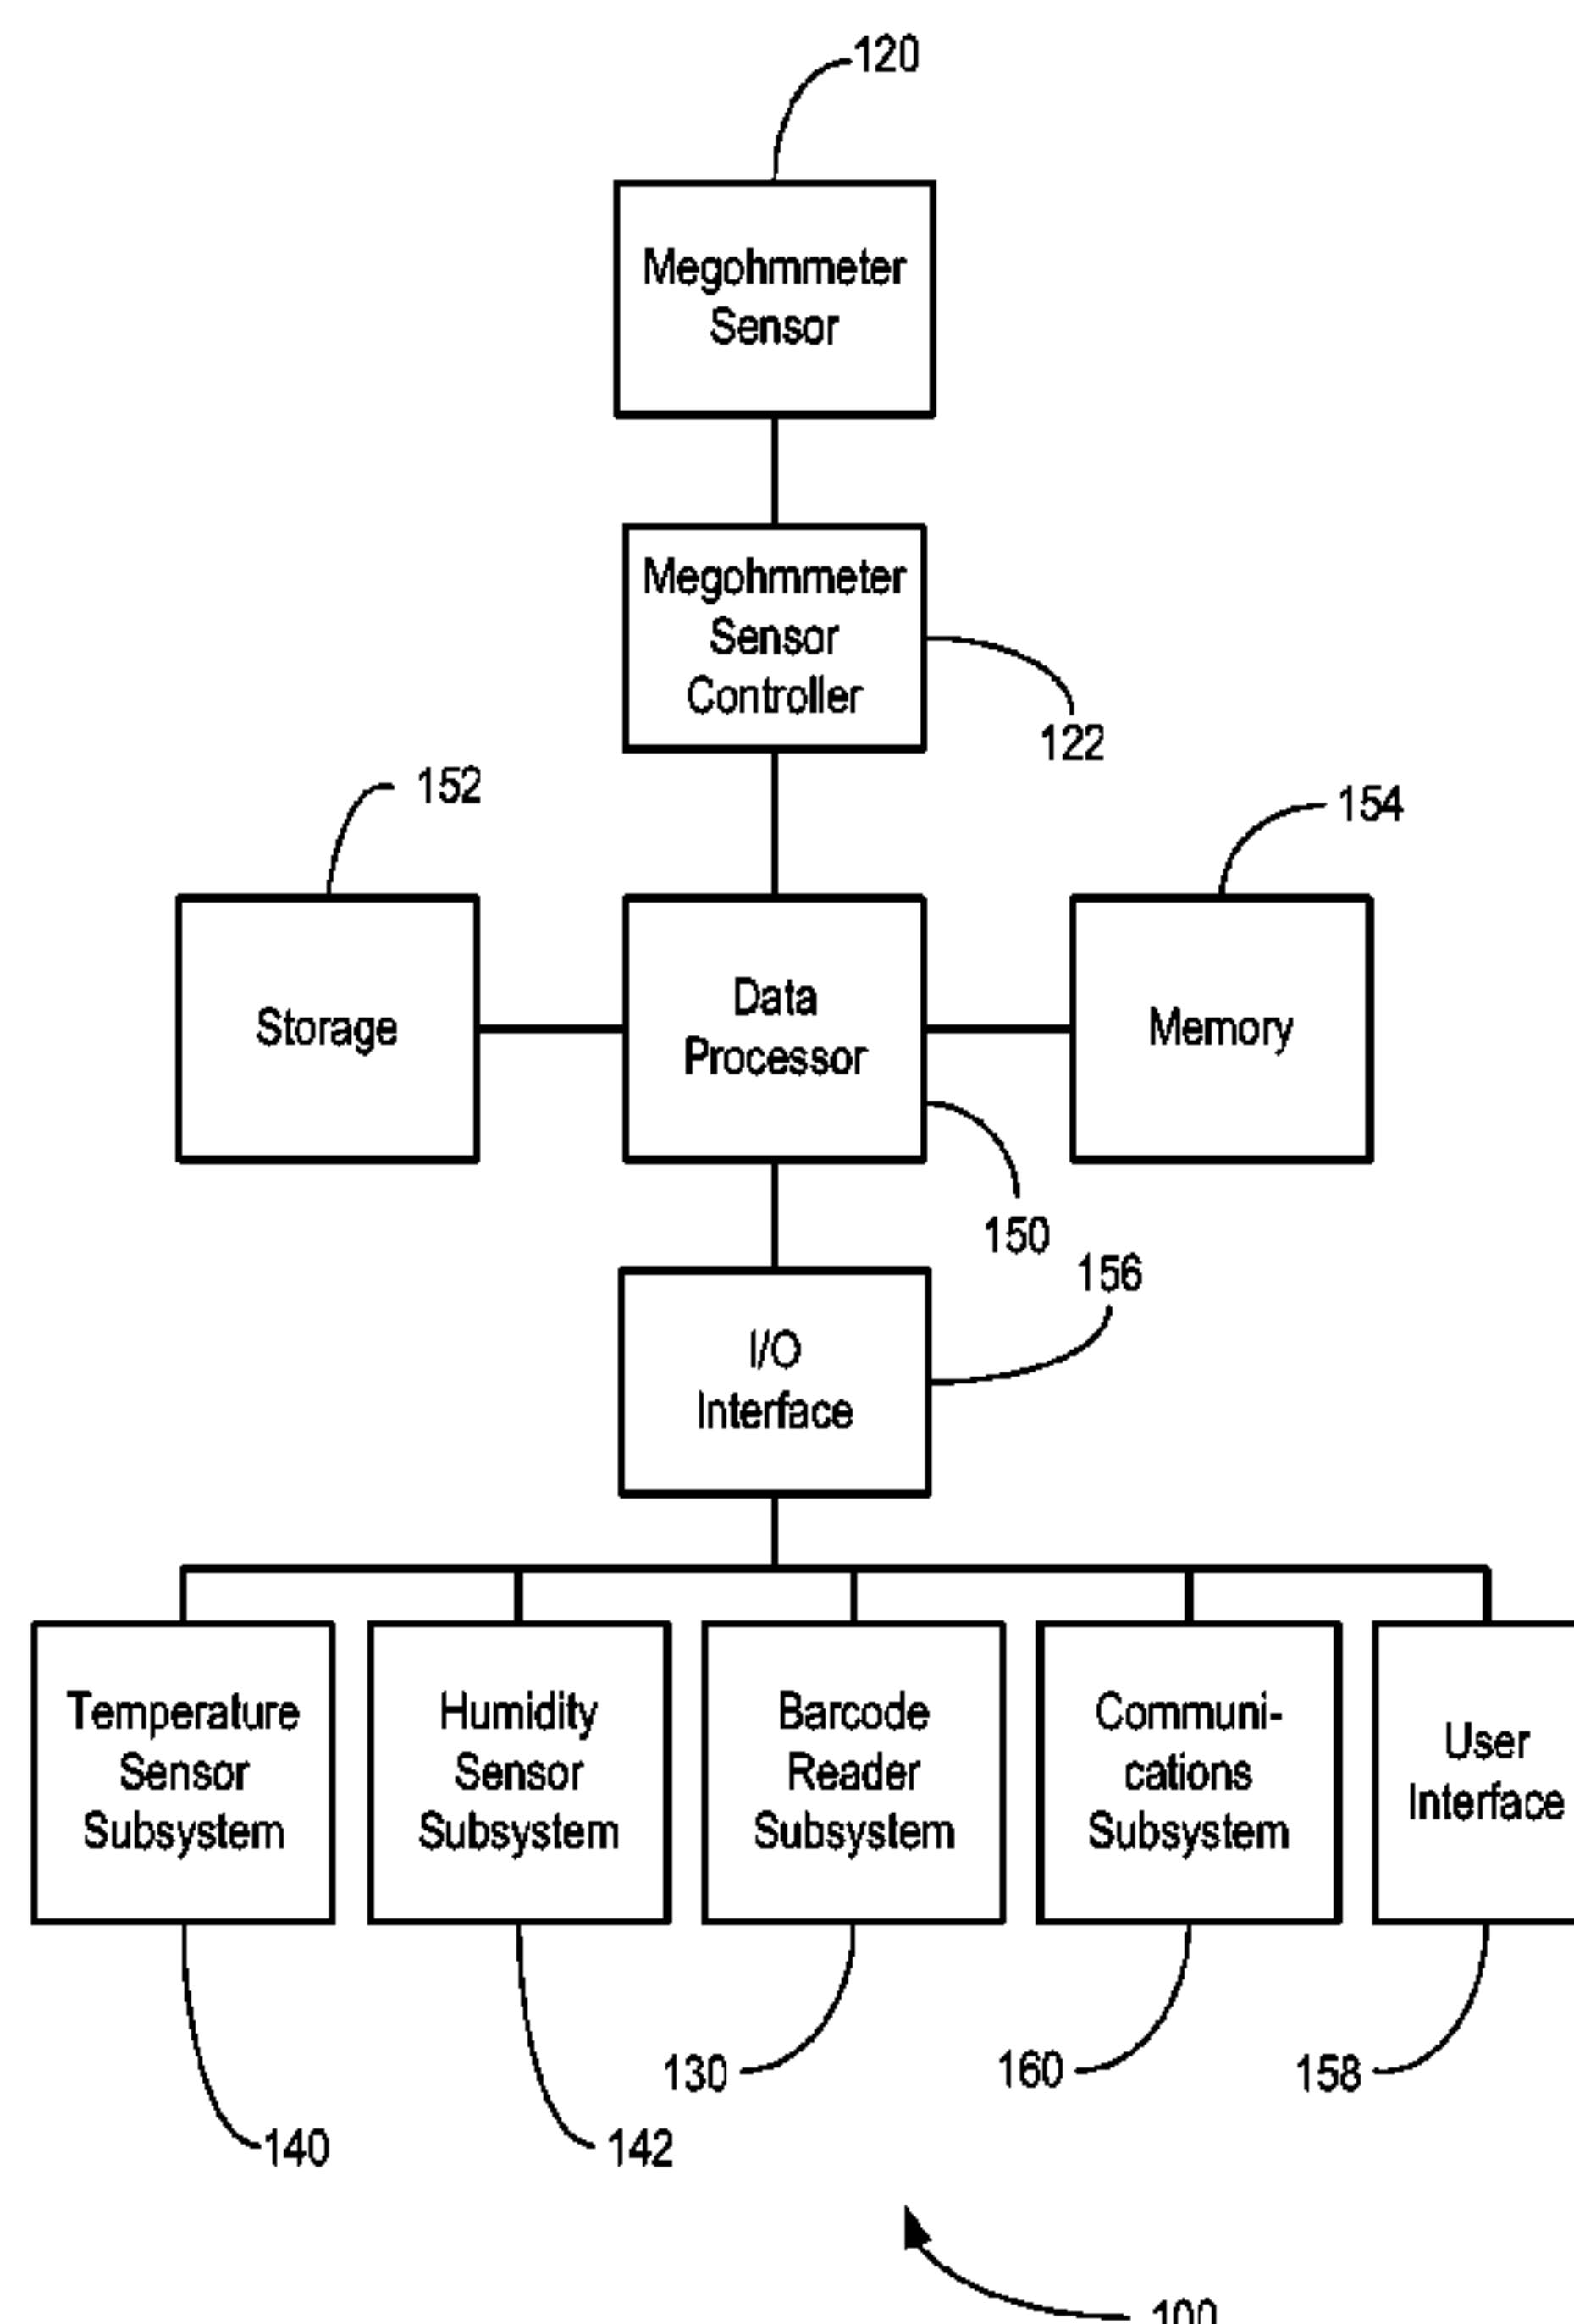 120
Megohmmeter
Sensor
Megohmmeter
Sensor
Controller
122
152
154
Storage
Data
Processor
Memory
150
156
I/O
Interface
Temperature
Sensor
Subsystem
Humidity
Sensor
Subsystem
Barcode
Reader
Subsystem
Communi-
cations
Subsystem
User
Interface
130
160
158
140
142
100